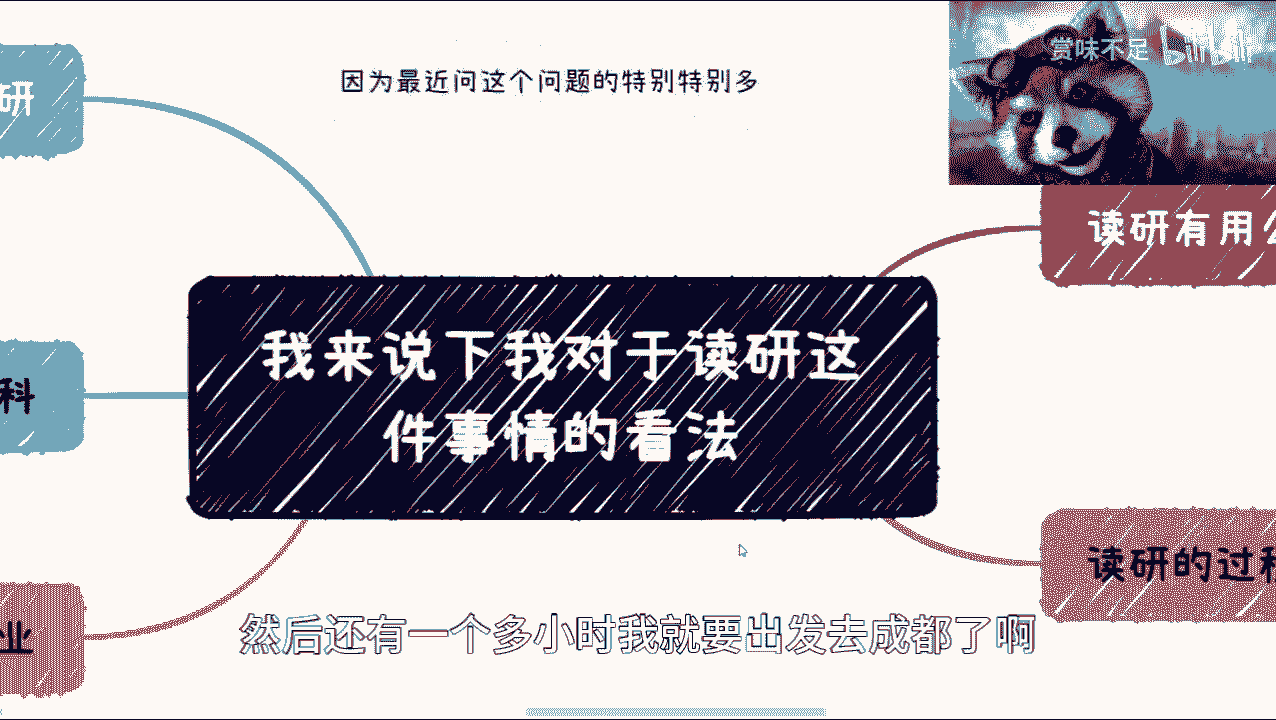 赏味不足 bilibili
因为最近问这个问题的特别特别多
研
读研有用
我来说下我对于读研这
件事情的看法
科
读研的过程
业
然后还有一个多小时我就要出发去成都了啊